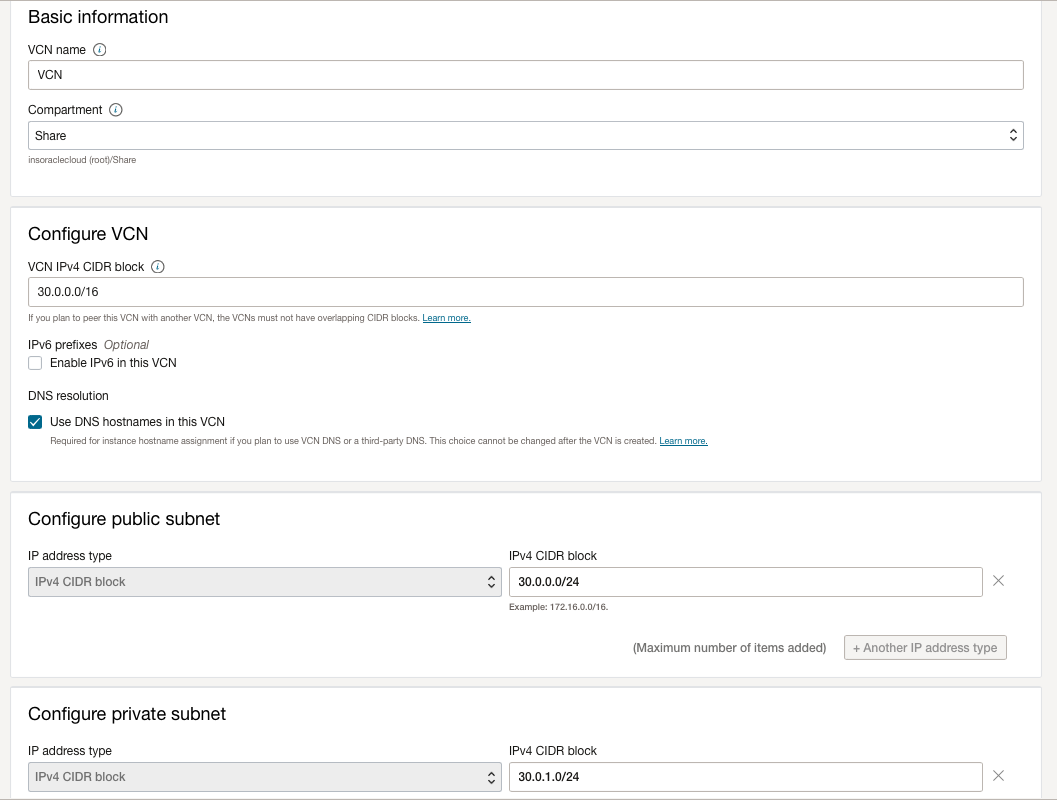 Basic information
VCN name
VCN
Compartment
Share
insoraclecloud (root)/Share
Configure VCN
VCN IPv4 CIDR block
30.0.0.0/16
If you plan to peer this VCN with another VCN, the VCNs must not have overlapping CIDR blocks. Learn more.
IPv6 prefixes Optional
Enable IPv6 in this VCN
DNS resolution
Use DNS hostnames in this VCN
Required for instance hostname assignment if you plan to use VCN DNS or a third-party DNS. This choice cannot be changed after the VCN is created. Learn more.
Configure public subnet
IP address type IPv4 CIDR block
IPv4 CIDR block 30.0.0.0/24
Example: 172.16.0.0/16.
(Maximum number of items added) + Another IP address type
Configure private subnet
IP address type IPv4 CIDR block
IPv4 CIDR block 30.0.1.0/24